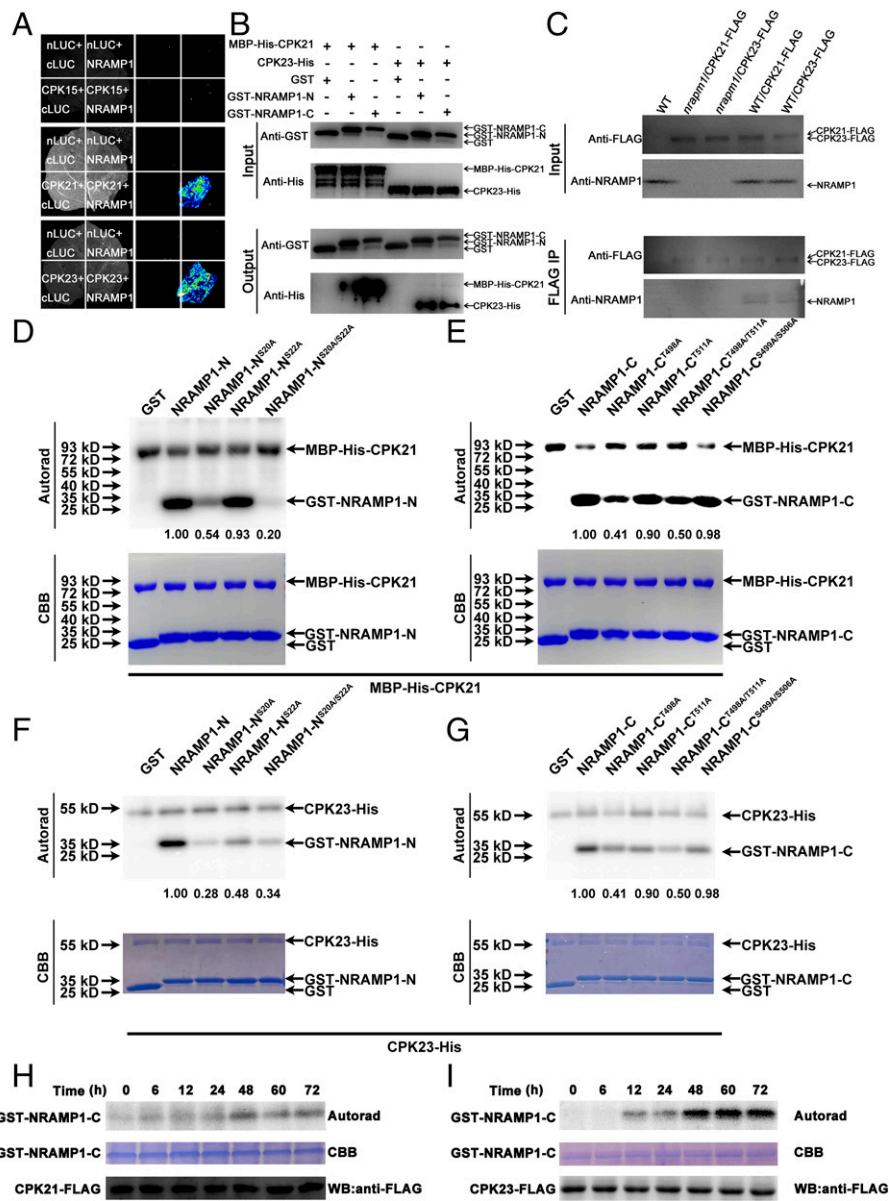 A
nLUC+ nLUC+
cLUC NRAMP1
CPK15+ CPK15+
cLUC NRAMP1
nLUC+ nLUC+
cLUC NRAMP1
CPK21+ CPK21+
cLUC NRAMP1
nLUC+ nLUC+
cLUC NRAMP1
CPK23+ CPK23+
cLUC NRAMP1
B
MBP-His-CPK21 + + + - - -
CPK23-His - - - + + +
GST + - - + - -
GST-NRAMP1-N - + - - + -
GST-NRAMP1-C - - + - - +
Input
Anti-GST
GST-NRAMP1-C
GST-NRAMP1-N
GST
Anti-His
MBP-His-CPK21
CPK23-His
Output
Anti-GST
GST-NRAMP1-C
GST-NRAMP1-N
GST
Anti-His
MBP-His-CPK21
CPK23-His
C
WT
nrapm1/CPK21-FLAG
nrapm1/CPK23-FLAG
WT/CPK21-FLAG
WT/CPK23-FLAG
Input
Anti-FLAG
CPK21-FLAG
CPK23-FLAG
Anti-NRAMP1
NRAMP1
FLAG IP
Anti-FLAG
CPK21-FLAG
CPK23-FLAG
Anti-NRAMP1
NRAMP1
D
GST
NRAMP1-N
NRAMP1-N^S20A
NRAMP1-N^S22A
NRAMP1-N^S20A/S22A
Autorad
93 kD
72 kD
55 kD
40 kD
35 kD
25 kD
MBP-His-CPK21
GST-NRAMP1-N
1.00 0.54 0.93 0.20
CBB
93 kD
72 kD
55 kD
40 kD
35 kD
25 kD
MBP-His-CPK21
GST-NRAMP1-N
GST
E
GST
NRAMP1-C
NRAMP1-C^T498A
NRAMP1-C^T511A
NRAMP1-C^T498A/T511A
NRAMP1-C^S499A/S506A
Autorad
93 kD
72 kD
55 kD
40 kD
35 kD
25 kD
MBP-His-CPK21
GST-NRAMP1-C
1.00 0.41 0.90 0.50 0.98
CBB
93 kD
72 kD
55 kD
40 kD
35 kD
25 kD
MBP-His-CPK21
GST-NRAMP1-C
GST
MBP-His-CPK21
F
GST
NRAMP1-N
NRAMP1-N^S20A
NRAMP1-N^S22A
NRAMP1-N^S20A/S22A
Autorad
55 kD
35 kD
25 kD
CPK23-His
GST-NRAMP1-N
1.00 0.28 0.48 0.34
CBB
55 kD
35 kD
25 kD
CPK23-His
GST-NRAMP1-N
GST
G
GST
NRAMP1-C
NRAMP1-C^T498A
NRAMP1-C^T511A
NRAMP1-C^T498A/T511A
NRAMP1-C^S499A/S506A
Autorad
55 kD
35 kD
25 kD
CPK23-His
GST-NRAMP1-C
1.00 0.41 0.90 0.50 0.98
CBB
55 kD
35 kD
25 kD
CPK23-His
GST-NRAMP1-C
GST
CPK23-His
H
Time (h) 0 6 12 24 48 60 72
GST-NRAMP1-C Autorad
GST-NRAMP1-C CBB
CPK21-FLAG WB:anti-FLAG
I
Time (h) 0 6 12 24 48 60 72
GST-NRAMP1-C Autorad
GST-NRAMP1-C CBB
CPK23-FLAG WB:anti-FLAG